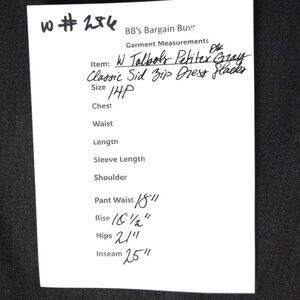 W # 256
BB's Bargain Buys
Garment Measurements
Item: W Talbots Petites Gray
Classic Sid Zip Dress Slacks
Size 14P
Chest
Waist
Length
Sleeve Length
Shoulder
Pant Waist 18"
Rise 10 1/2"
Hips 21"
Inseam 25"